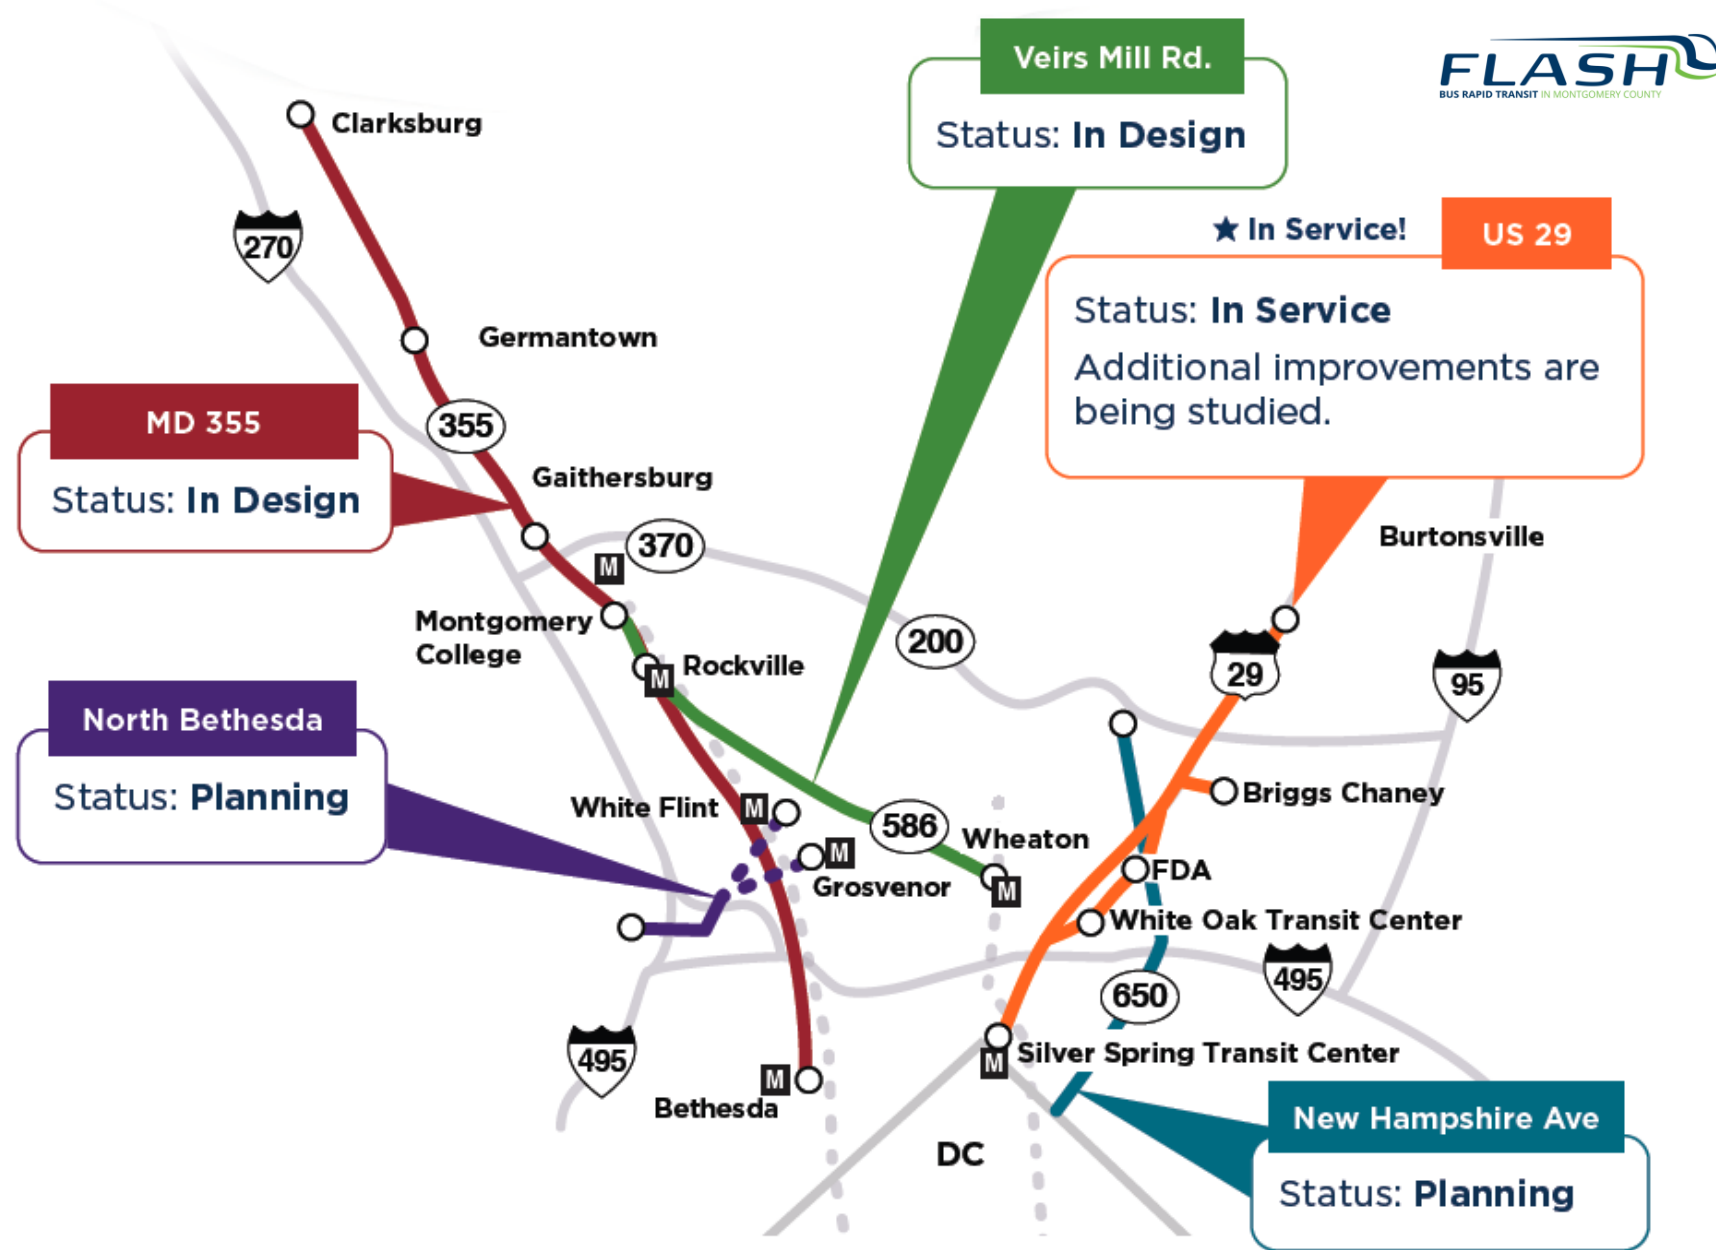 Veirs Mill Rd.
Status: In Design
FLASH
BUS RAPID TRANSIT IN MONTGOMERY COUNTY
Clarksburg
270
★ In Service!
US 29
Status: In Service
Additional improvements are
being studied.
Germantown
MD 355
Status: In Design
355
Gaithersburg
370
M
Burtonsville
Montgomery
College
200
Rockville
M
29
95
North Bethesda
Status: Planning
White Flint
M
586
Wheaton
M
Briggs Chaney
M
Grosvenor
FDA
White Oak Transit Center
495
650
495
Silver Spring Transit Center
M
M
Bethesda
DC
New Hampshire Ave
Status: Planning